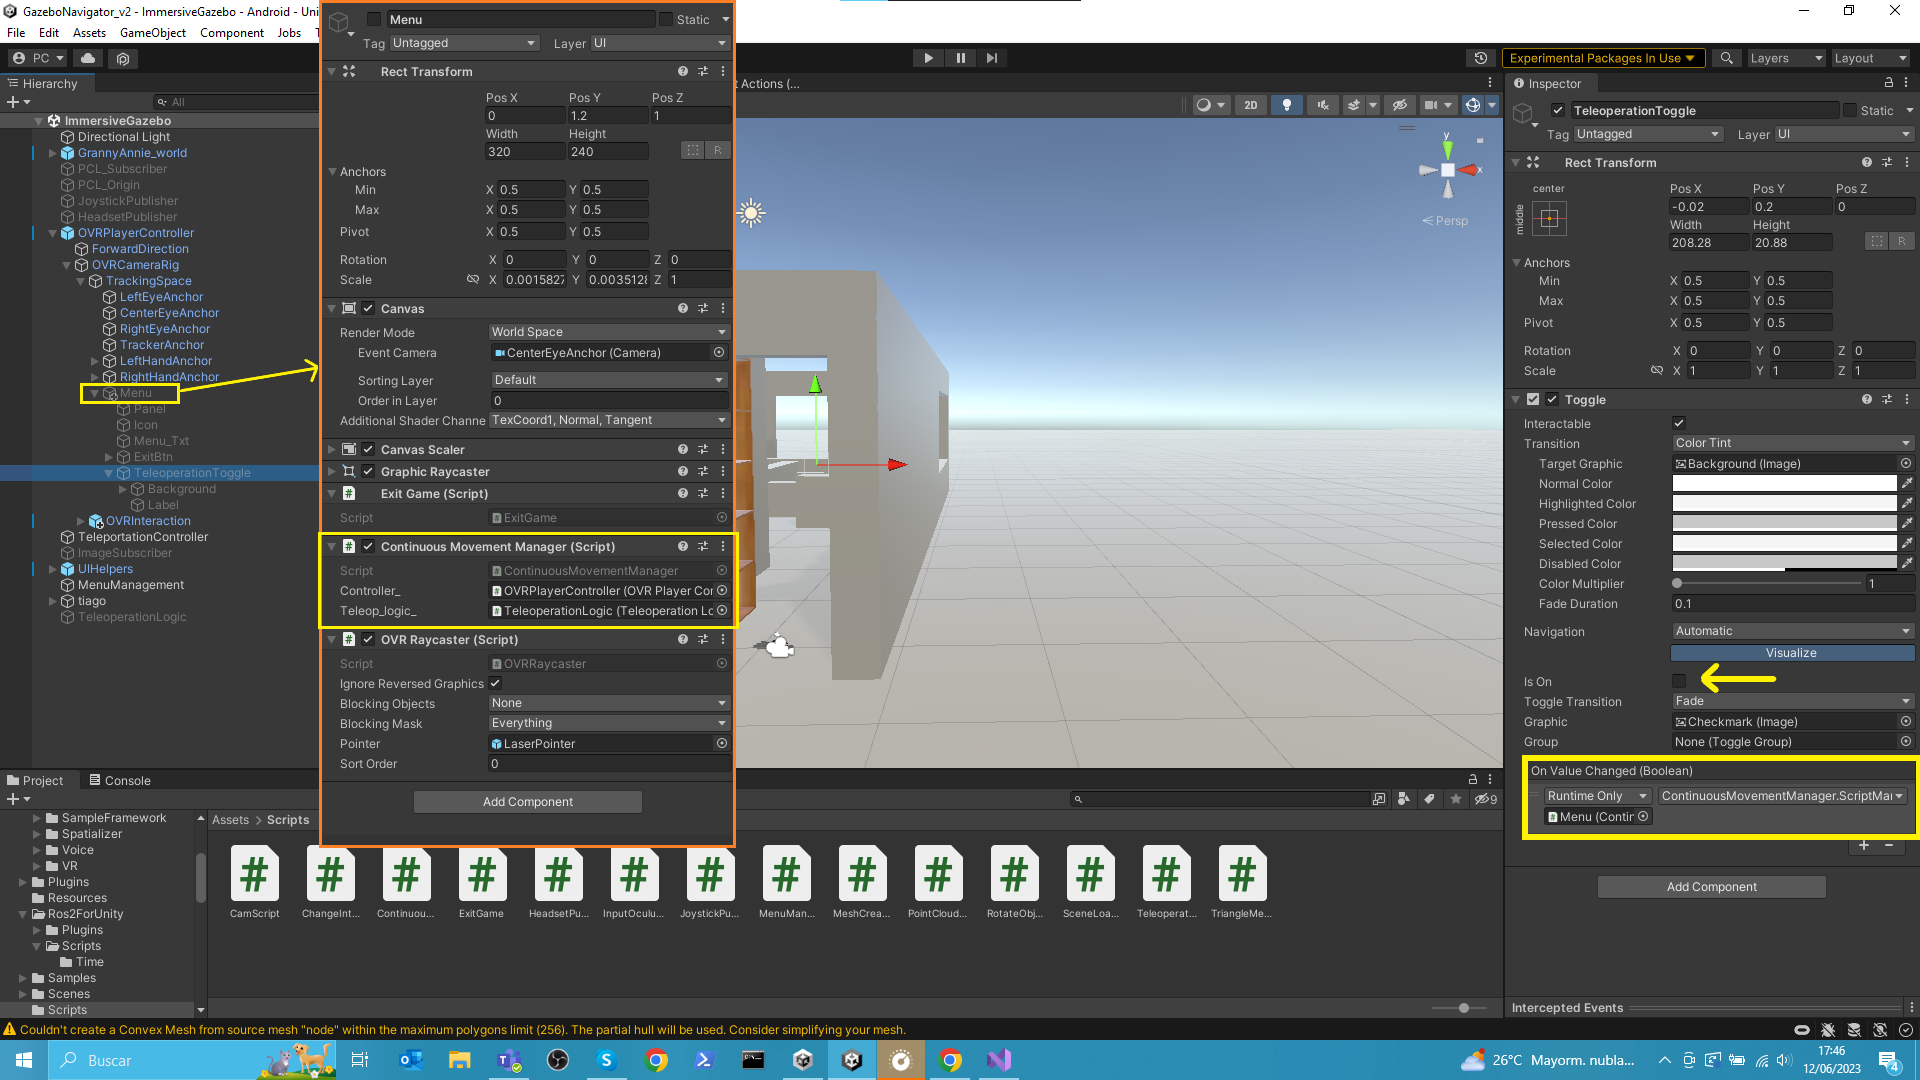 GazeboNavigator_v2 - ImmersiveGazebo - Android - Uni
File Edit Assets GameObject Component Jobs T
PC
Experimental Packages In Use
Layers
Layout
Hierarchy
All
ImmersiveGazebo
Directional Light
GrannyAnnie_world
PCL_Subscriber
PCL_Origin
JoystickPublisher
HeadsetPublisher
OVRPlayerController
ForwardDirection
OVRCameraRig
TrackingSpace
LeftEyeAnchor
CenterEyeAnchor
RightEyeAnchor
TrackerAnchor
LeftHandAnchor
RightHandAnchor
Menu
Panel
Icon
Menu_Txt
ExitBtn
TeleoperationToggle
Background
Label
OVRInteraction
TeleportationController
ImageSubscriber
UIHelpers
MenuManagement
tiago
TeleoperationLogic
Menu
Static
Tag Untagged Layer UI
Rect Transform
Pos X Pos Y Pos Z
0 1.2 1
Width Height
320 240
R
Anchors
Min X 0.5 Y 0.5
Max X 0.5 Y 0.5
Pivot X 0.5 Y 0.5
Rotation X 0 Y 0 Z 0
Scale X 0.0015827 Y 0.0035128 Z 1
Canvas
Render Mode World Space
Event Camera CenterEyeAnchor (Camera)
Sorting Layer Default
Order in Layer 0
Additional Shader Channe TexCoord1, Normal, Tangent
Canvas Scaler
Graphic Raycaster
# Exit Game (Script)
Script ExitGame
# Continuous Movement Manager (Script)
Script ContinuousMovementManager
Controller_ OVRPlayerController (OVR Player Cor
Teleop_logic_ TeleoperationLogic (Teleoperation Lc
# OVR Raycaster (Script)
Script OVRRaycaster
Ignore Reversed Graphics
Blocking Objects None
Blocking Mask Everything
Pointer LaserPointer
Sort Order 0
Add Component
t Actions (...
2D
y
x
Persp
Inspector
TeleoperationToggle
Static
Tag Untagged Layer UI
Rect Transform
center
middle
Pos X Pos Y Pos Z
-0.02 0.2 0
Width Height
208.28 20.88
R
Anchors
Min X 0.5 Y 0.5
Max X 0.5 Y 0.5
Pivot X 0.5 Y 0.5
Rotation X 0 Y 0 Z 0
Scale X 1 Y 1 Z 1
Toggle
Interactable
Transition Color Tint
Target Graphic Background (Image)
Normal Color
Highlighted Color
Pressed Color
Selected Color
Disabled Color
Color Multiplier 1
Fade Duration 0.1
Navigation Automatic
Visualize
Is On
Toggle Transition Fade
Graphic Checkmark (Image)
Group None (Toggle Group)
On Value Changed (Boolean)
Runtime Only ContinuousMovementManager.ScriptMar
Menu (Contin
+ -
Add Component
Intercepted Events
Project Console
9
SampleFramework
Spatializer
Voice
VR
Plugins
Resources
Ros2ForUnity
Plugins
Scripts
Time
Samples
Scenes
Scripts
Assets > Scripts
# # # # # # # # # # # # # #
CamScript ChangeInt... Continuou... ExitGame HeadsetPu... InputOculu... JoystickPu... MenuMan... MeshCrea... PointCloud... RotateObj... SceneLoa... Teleoperat... TriangleMe...
Couldn't create a Convex Mesh from source mesh "node" within the maximum polygons limit (256). The partial hull will be used. Consider simplifying your mesh.
Buscar
26°C Mayorm. nubla...
17:46
12/06/2023
4